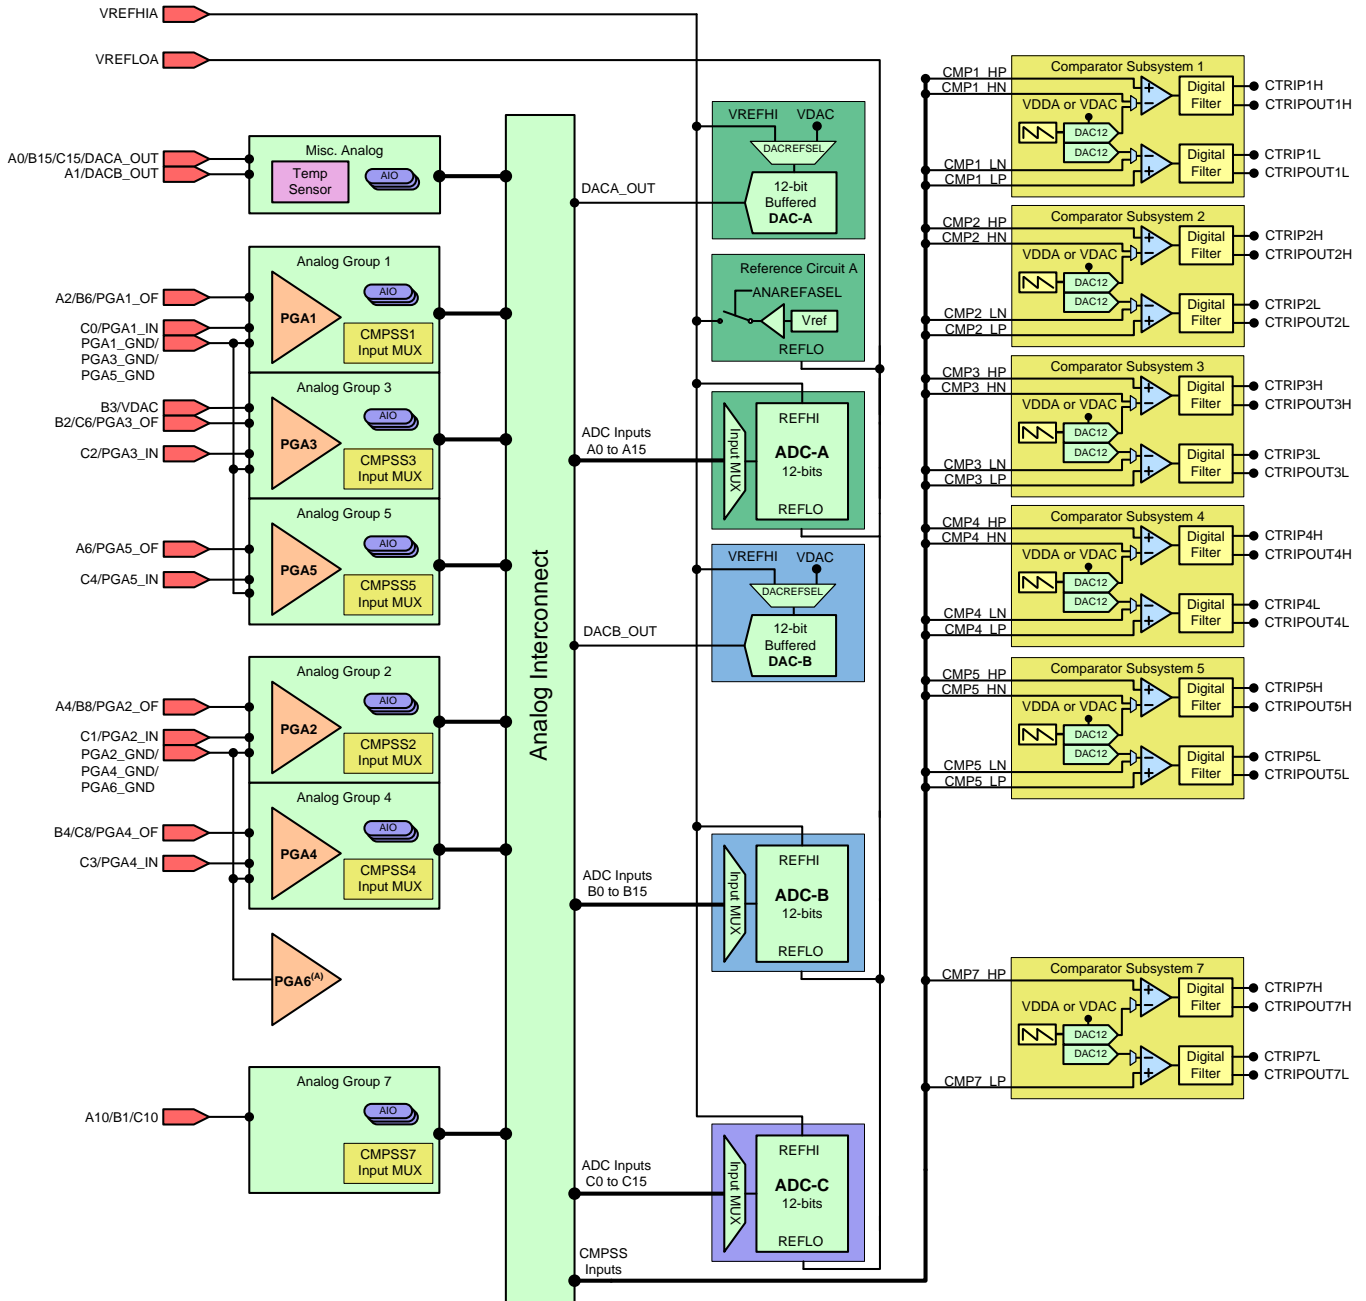 VREFHIA
VREFLOA
A0/B15/C15/DACA_OUT
A1/DACB_OUT
Misc. Analog
Temp
Sensor
AIO
A2/B6/PGA1_OF
C0/PGA1_IN
PGA1_GND/
PGA3_GND/
PGA5_GND
Analog Group 1
PGA1
AIO
CMPSS1
Input MUX
B3/VDAC
B2/C6/PGA3_OF
C2/PGA3_IN
Analog Group 3
PGA3
AIO
CMPSS3
Input MUX
A6/PGA5_OF
C4/PGA5_IN
Analog Group 5
PGA5
AIO
CMPSS5
Input MUX
A4/B8/PGA2_OF
C1/PGA2_IN
PGA2_GND/
PGA4_GND/
PGA6_GND
Analog Group 2
PGA2
AIO
CMPSS2
Input MUX
B4/C8/PGA4_OF
C3/PGA4_IN
Analog Group 4
PGA4
AIO
CMPSS4
Input MUX
PGA6(A)
A10/B1/C10
Analog Group 7
AIO
CMPSS7
Input MUX
Analog Interconnect
DACA_OUT
VREFHI
VDAC
DACREFSEL
12-bit
Buffered
DAC-A
Reference Circuit A
ANAREFASEL
Vref
REFLO
ADC Inputs
A0 to A15
Input MUX
REFHI
ADC-A
12-bits
REFLO
DACB_OUT
VREFHI
VDAC
DACREFSEL
12-bit
Buffered
DAC-B
ADC Inputs
B0 to B15
Input MUX
REFHI
ADC-B
12-bits
REFLO
ADC Inputs
C0 to C15
Input MUX
REFHI
ADC-C
12-bits
REFLO
CMPSS
Inputs
CMP1_HP
CMP1_HN
CMP1_LN
CMP1_LP
Comparator Subsystem 1
VDDA or VDAC
DAC12
DAC12
Digital
Filter
Digital
Filter
CTRIP1H
CTRIPOUT1H
CTRIP1L
CTRIPOUT1L
CMP2_HP
CMP2_HN
CMP2_LN
CMP2_LP
Comparator Subsystem 2
VDDA or VDAC
DAC12
DAC12
Digital
Filter
Digital
Filter
CTRIP2H
CTRIPOUT2H
CTRIP2L
CTRIPOUT2L
CMP3_HP
CMP3_HN
CMP3_LN
CMP3_LP
Comparator Subsystem 3
VDDA or VDAC
DAC12
DAC12
Digital
Filter
Digital
Filter
CTRIP3H
CTRIPOUT3H
CTRIP3L
CTRIPOUT3L
CMP4_HP
CMP4_HN
CMP4_LN
CMP4_LP
Comparator Subsystem 4
VDDA or VDAC
DAC12
DAC12
Digital
Filter
Digital
Filter
CTRIP4H
CTRIPOUT4H
CTRIP4L
CTRIPOUT4L
CMP5_HP
CMP5_HN
CMP5_LN
CMP5_LP
Comparator Subsystem 5
VDDA or VDAC
DAC12
DAC12
Digital
Filter
Digital
Filter
CTRIP5H
CTRIPOUT5H
CTRIP5L
CTRIPOUT5L
CMP7_HP
CMP7_LP
Comparator Subsystem 7
VDDA or VDAC
DAC12
DAC12
Digital
Filter
Digital
Filter
CTRIP7H
CTRIPOUT7H
CTRIP7L
CTRIPOUT7L